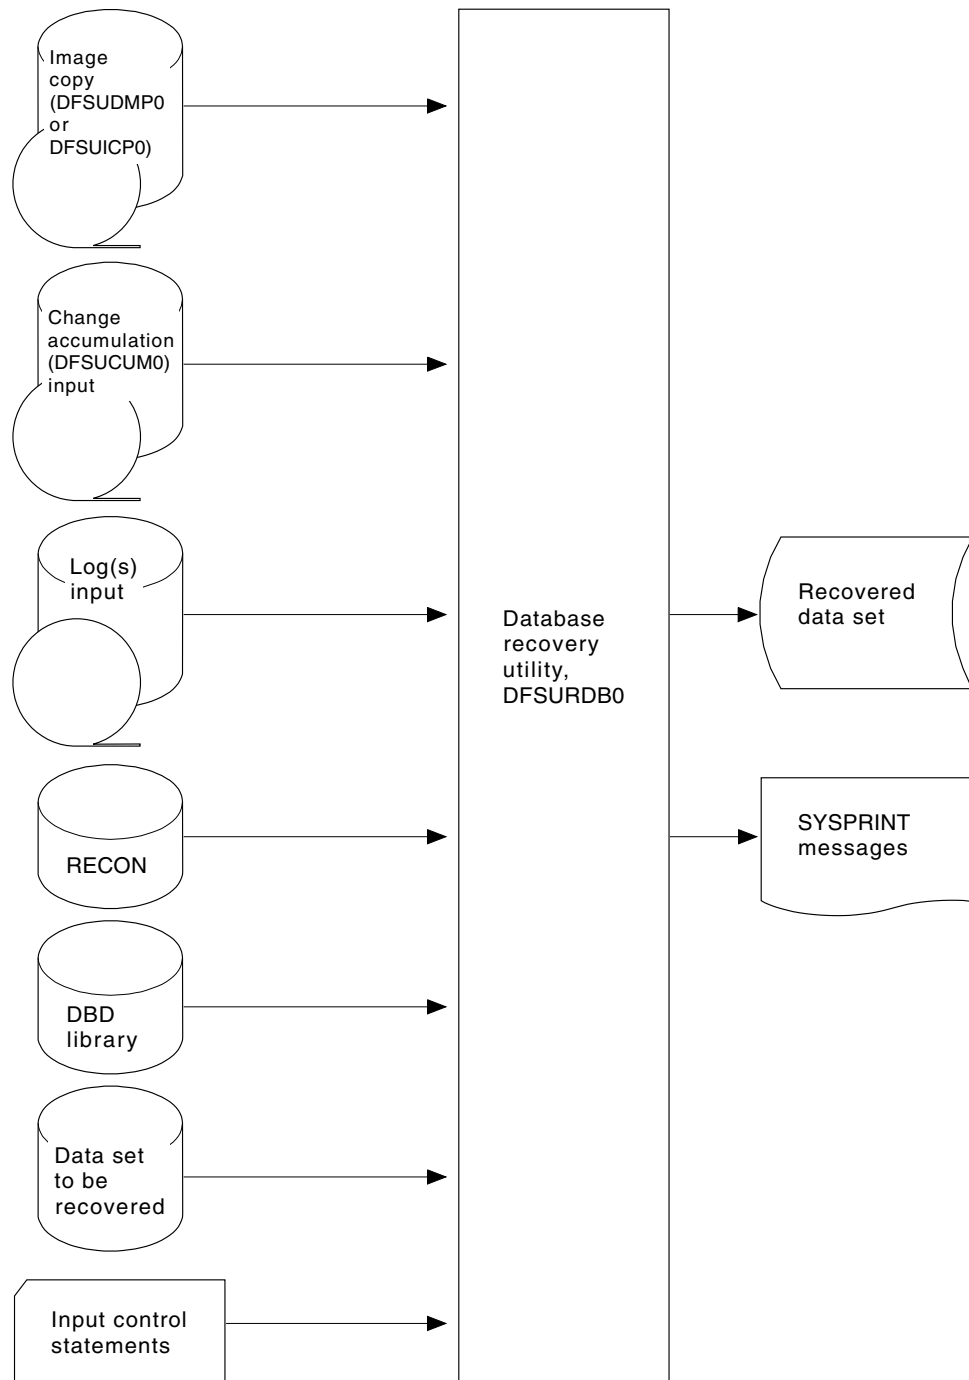 Image
copy
(DFSUDMP0
or
DFSUICP0)
Change
accumulation
(DFSUCUM0)
input
Log(s)
input
RECON
DBD
library
Data set
to be
recovered
Input control
statements
Database
recovery
utility,
DFSURDB0
Recovered
data set
SYSPRINT
messages